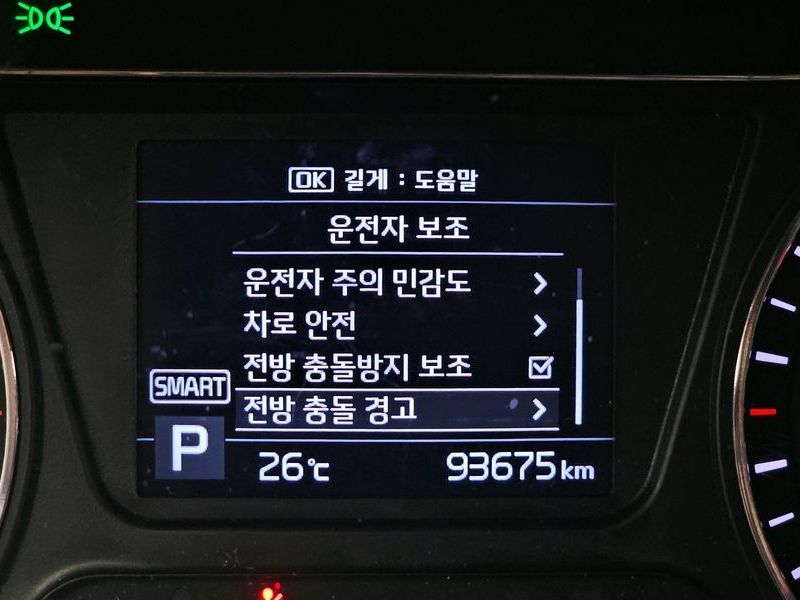 OK 길게 : 도움말
운전자 보조
운전자 주의 민감도
차로 안전
전방 충돌방지 보조
전방 충돌 경고
SMART
P
26℃ 93675 km